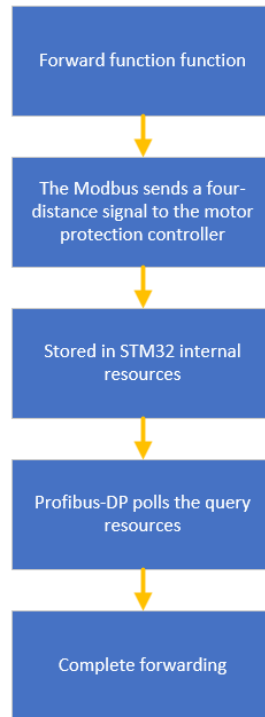 Forward function function
The Modbus sends a four-
distance signal to the motor
protection controller
Stored in STM32 internal
resources
Profibus-DP polls the query
resources
Complete forwarding